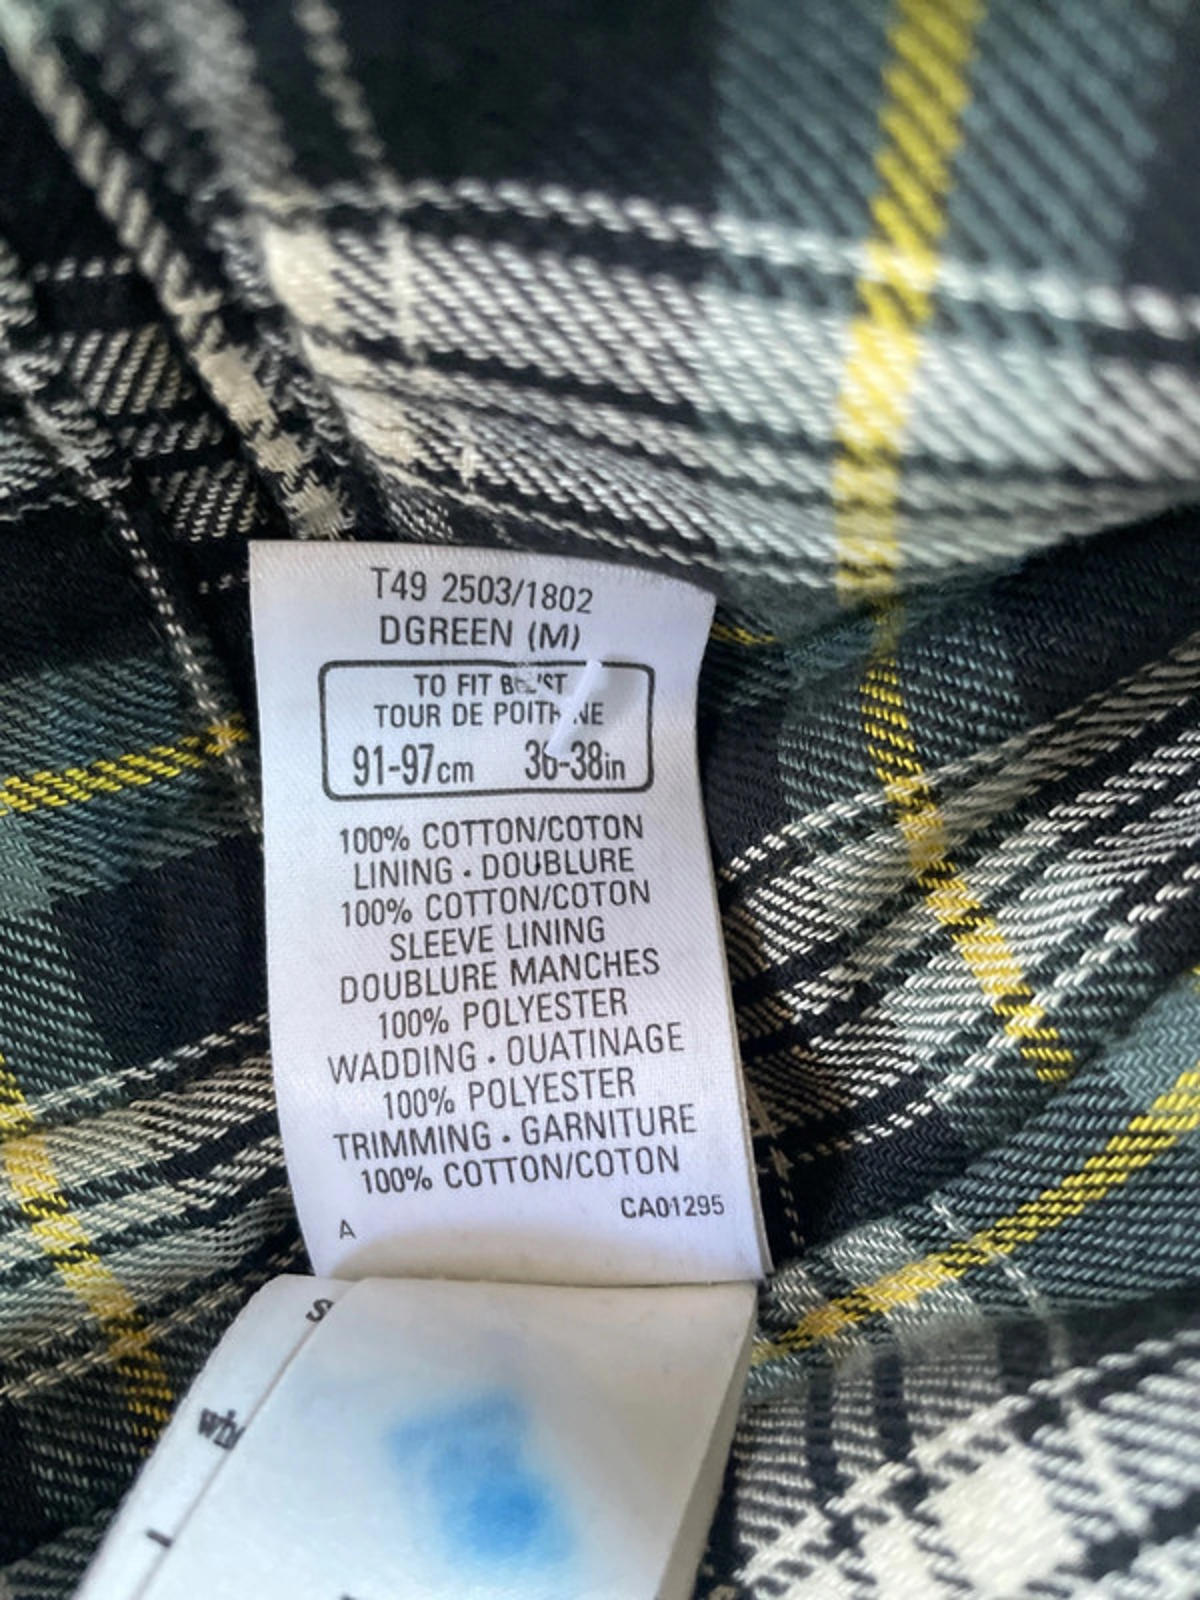 T49 2503/1802
DGREEN (M)
TO FIT
TOUR DE
91-97cm 36-38in
100% COTTON/COTON
LINING • DOUBLURE
100% COTTON/COTON
SLEEVE LINING
DOUBLURE MANCHES
100% POLYESTER
WADDING • OUATINAGE
100% POLYESTER
TRIMMING • GARNITURE
100% COTTON/COTON
CA01295
A